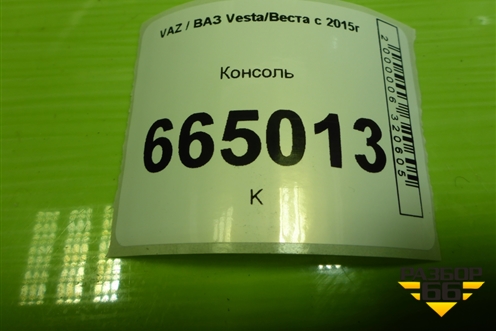 VAZ / ВАЗ Vesta/Веста с 2015г
Консоль
665013
К
2000006320605
РАЗБОР
66